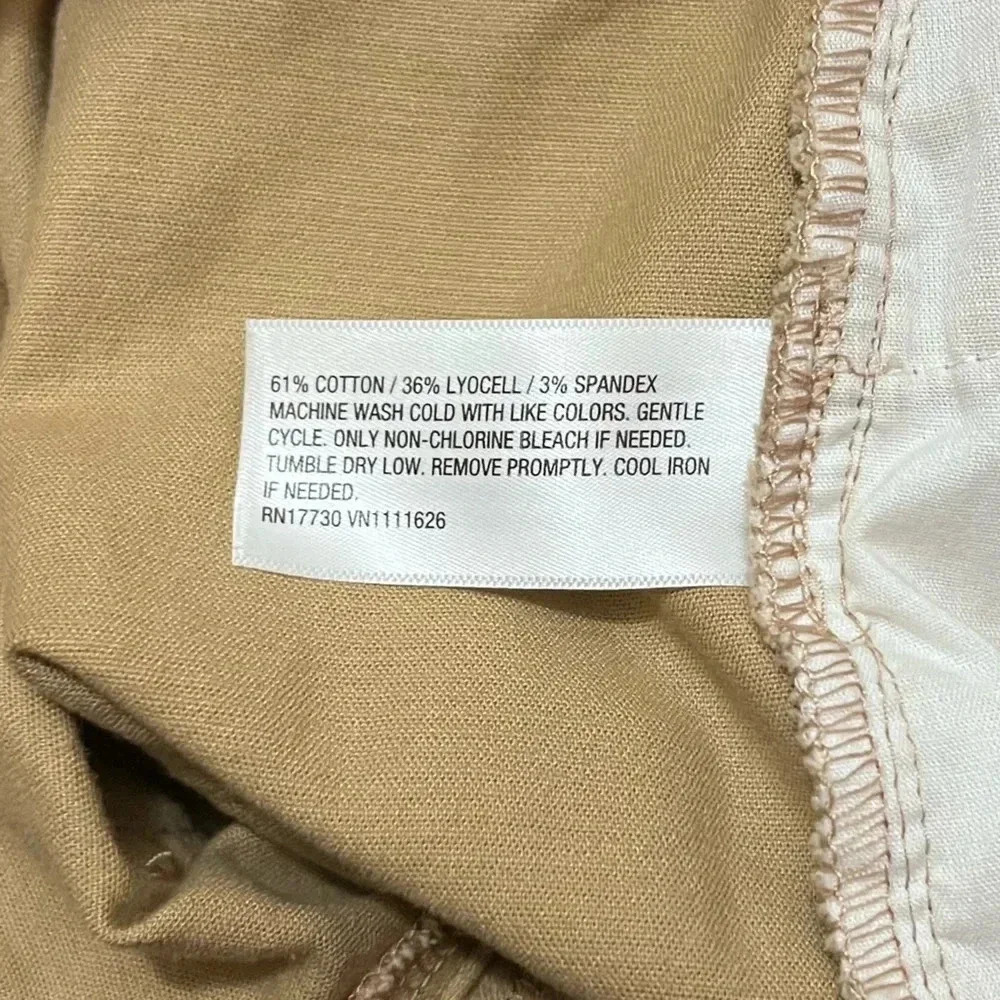 61% COTTON / 36% LYOCELL / 3% SPANDEX
MACHINE WASH COLD WITH LIKE COLORS. GENTLE
CYCLE. ONLY NON-CHLORINE BLEACH IF NEEDED.
TUMBLE DRY LOW. REMOVE PROMPTLY. COOL IRON
IF NEEDED.
RN17730 VN1111626